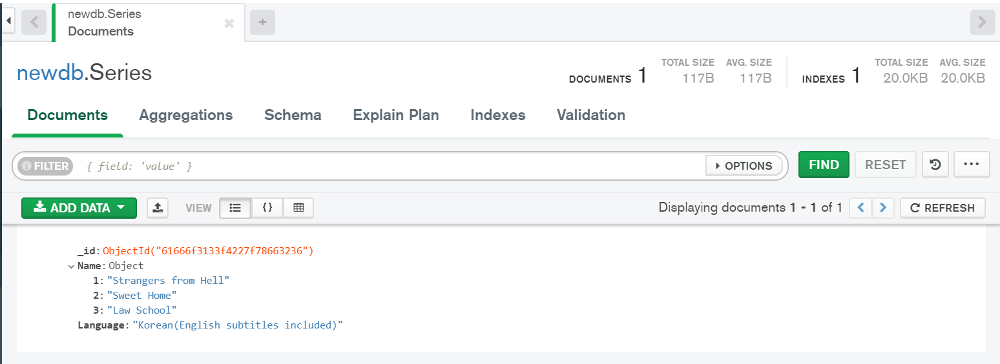 newdb.Series
Documents
+
newdb.Series
DOCUMENTS 1 TOTAL SIZE 117B AVG. SIZE 117B INDEXES 1 TOTAL SIZE 20.0KB AVG. SIZE 20.0KB
Documents Aggregations Schema Explain Plan Indexes Validation
FILTER { field: 'value' } OPTIONS FIND RESET ...
ADD DATA VIEW {} Displaying documents 1 - 1 of 1 REFRESH
_id: ObjectId("61666f3133f4227f78663236")
Name: Object
1: "Strangers from Hell"
2: "Sweet Home"
3: "Law School"
Language: "Korean(English subtitles included)"